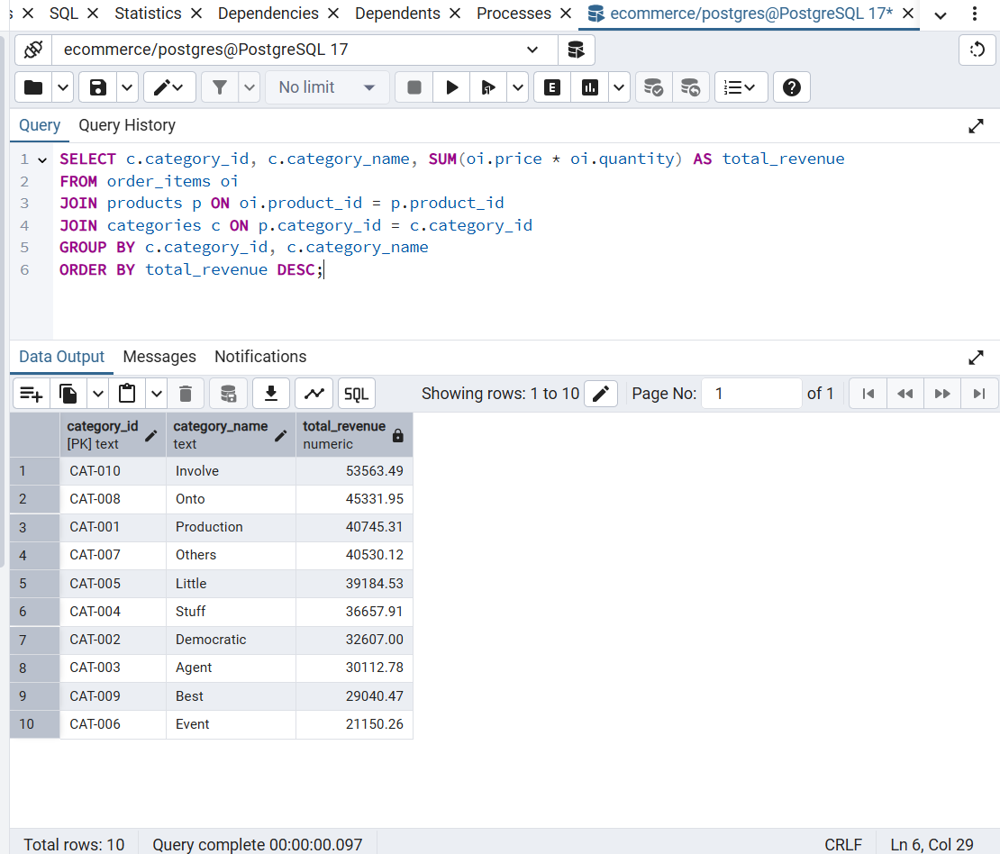 s SQL Statistics Dependencies Dependents Processes ecommerce/postgres@PostgreSQL 17*
ecommerce/postgres@PostgreSQL 17
No limit E
Query Query History
1 SELECT c.category_id, c.category_name, SUM(oi.price * oi.quantity) AS total_revenue
2 FROM order_items oi
3 JOIN products p ON oi.product_id = p.product_id
4 JOIN categories c ON p.category_id = c.category_id
5 GROUP BY c.category_id, c.category_name
6 ORDER BY total_revenue DESC;
Data Output Messages Notifications
SQL Showing rows: 1 to 10 Page No: 1 of 1
category_id category_name total_revenue
[PK] text text numeric
1 CAT-010 Involve 53563.49
2 CAT-008 Onto 45331.95
3 CAT-001 Production 40745.31
4 CAT-007 Others 40530.12
5 CAT-005 Little 39184.53
6 CAT-004 Stuff 36657.91
7 CAT-002 Democratic 32607.00
8 CAT-003 Agent 30112.78
9 CAT-009 Best 29040.47
10 CAT-006 Event 21150.26
Total rows: 10 Query complete 00:00:00.097 CRLF Ln 6, Col 29